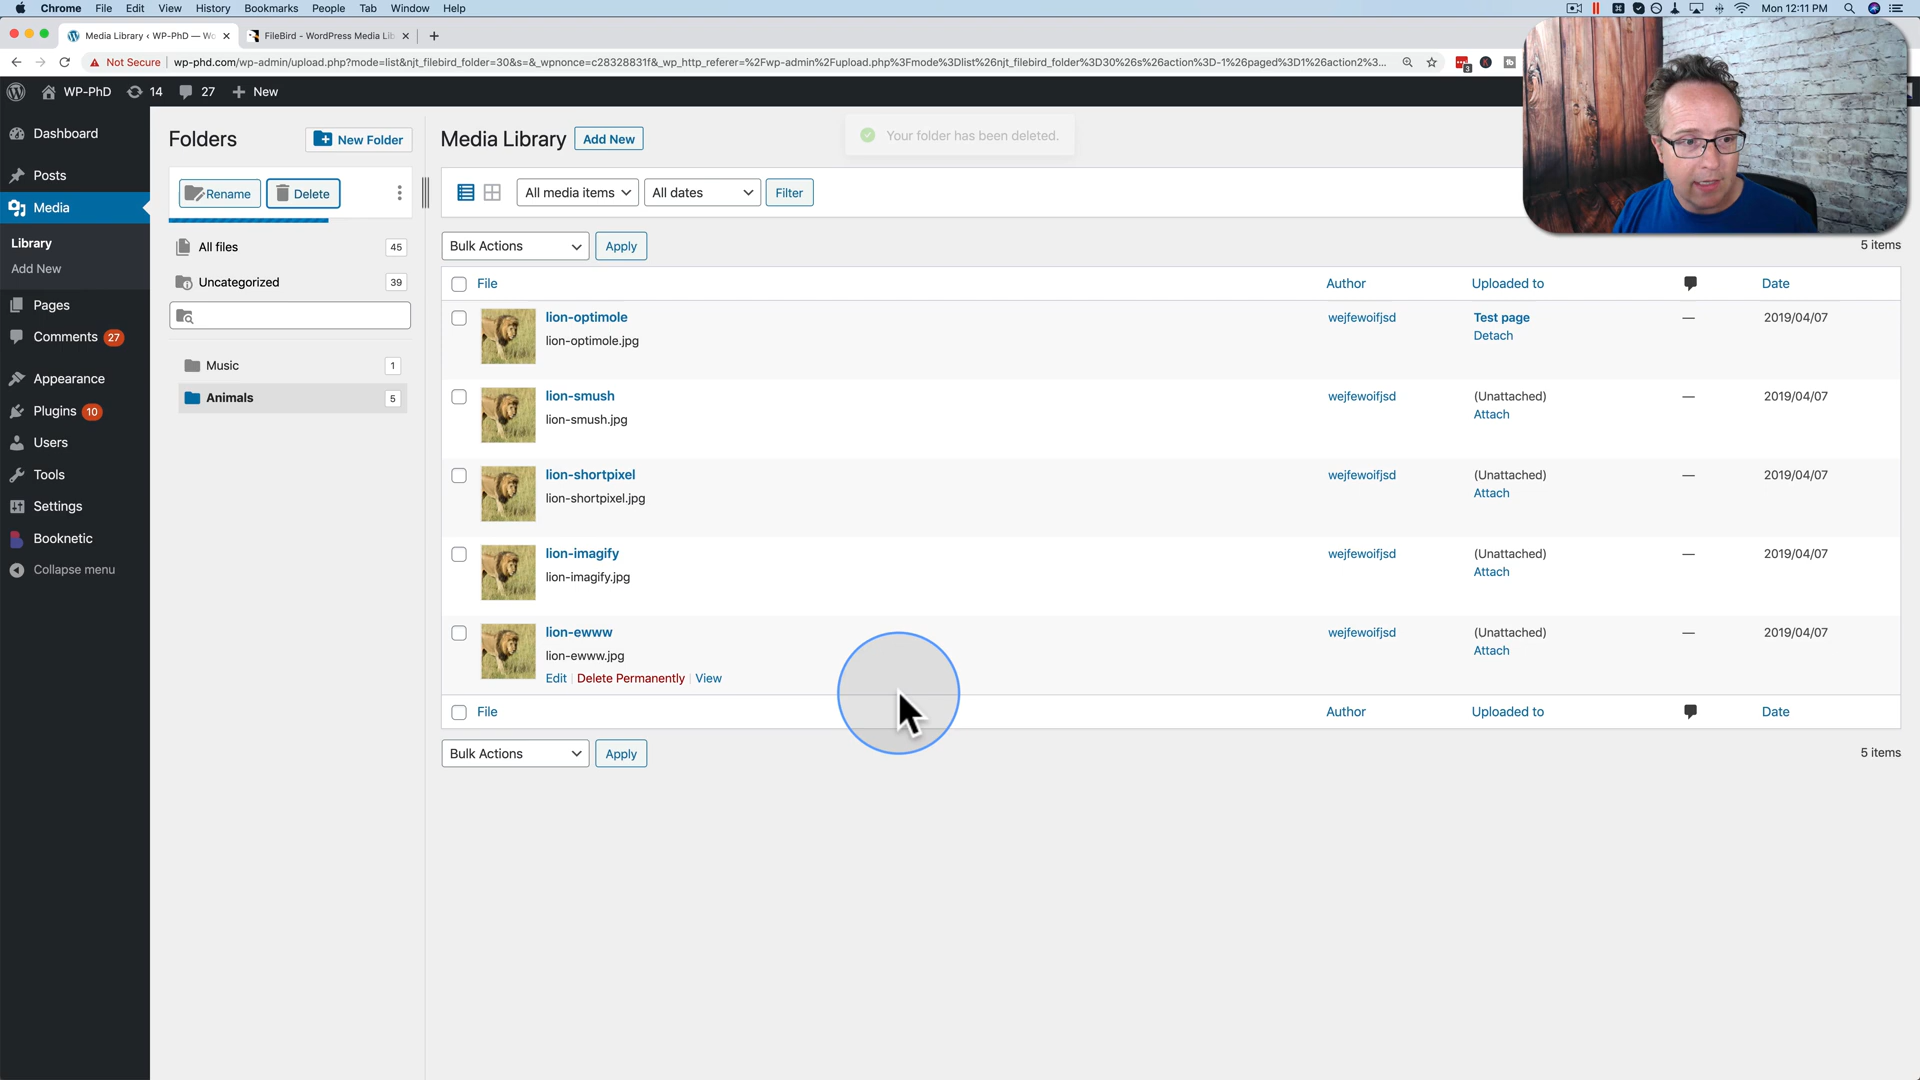 Chrome File Edit View History Bookmarks People Tab Window Help Mon 12:11 PM
Media Library ‹ WP-PhD — Wo FileBird - WordPress Media Lib
Not Secure wp-phd.com/wp-admin/upload.php?mode=list&njt_filebird_folder=30&s=&_wpnonce=c28328831f&_wp_http_referer=%2Fwp-admin%2Fupload.php%3Fmode%3Dlist%26njt_filebird_folder%3D30%26s%26action%3D-1%26paged%3D1%26action2%3... 3
WP-PhD 14 27 New
Folders New Folder
Rename Delete
All files 45
Uncategorized 39
Music 1
Animals 5
Dashboard
Posts
Media
Library
Add New
Pages
Comments 27
Appearance
Plugins 10
Users
Tools
Settings
Booknetic
Collapse menu
Media Library Add New
Your folder has been deleted.
All media items All dates Filter
Bulk Actions Apply 5 items
File Author Uploaded to Date
lion-optimole wejfewoifjsd Test page — 2019/04/07
lion-optimole.jpg Detach
lion-smush wejfewoifjsd (Unattached) — 2019/04/07
lion-smush.jpg Attach
lion-shortpixel wejfewoifjsd (Unattached) — 2019/04/07
lion-shortpixel.jpg Attach
lion-imagify wejfewoifjsd (Unattached) — 2019/04/07
lion-imagify.jpg Attach
lion-ewww wejfewoifjsd (Unattached) — 2019/04/07
lion-ewww.jpg Attach
Edit | Delete Permanently | View
File Author Uploaded to Date
Bulk Actions Apply 5 items